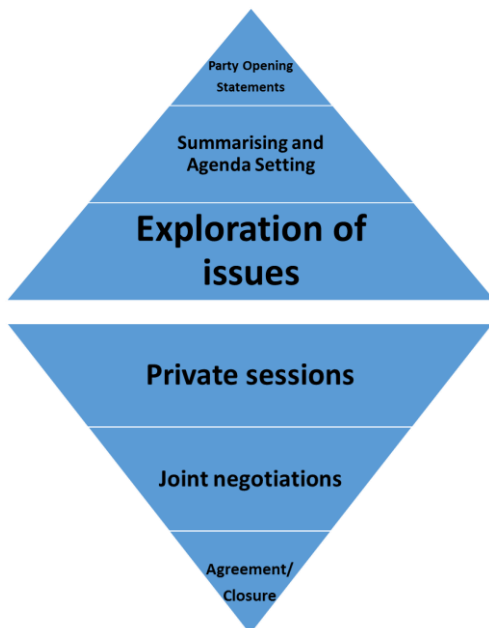 Party Opening
Statements
Summarising and
Agenda Setting
Exploration of
issues
Private sessions
Joint negotiations
Agreement/
Closure